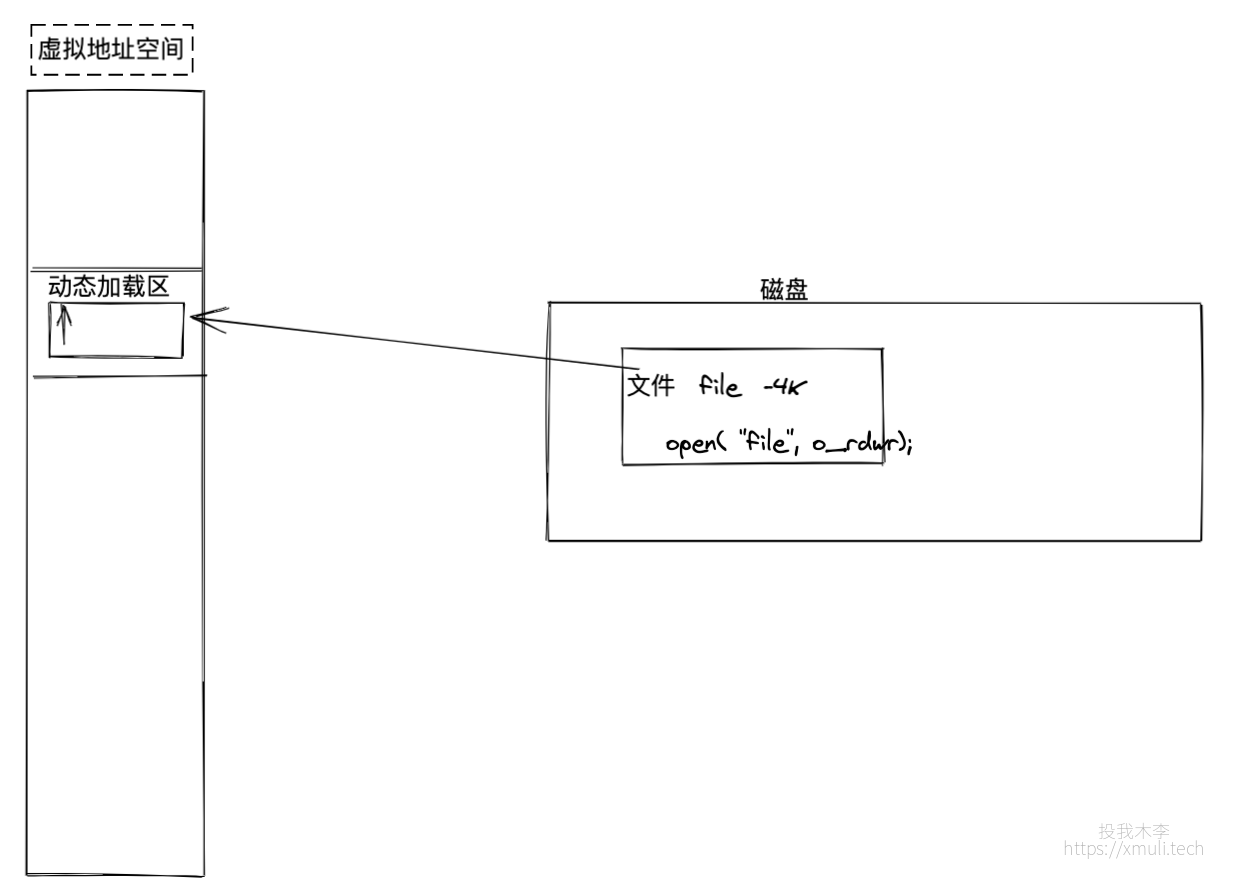 虚拟地址空间
动态加载区
磁盘
文件 file -4K
open( "file", o_rdwr);
投我木李
https://xmuli.tech